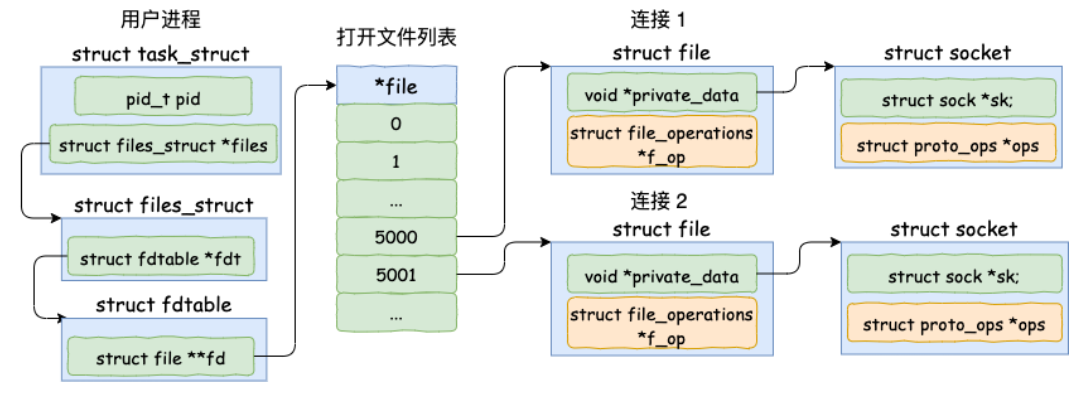 用户进程
struct task_struct
pid_t pid
struct files_struct *files
struct files_struct
struct fdtable *fdt
struct fdtable
struct file **fd
打开文件列表
*file
0
1
...
5000
5001
...
连接 1
struct file
void *private_data
struct file_operations
*f_op
struct socket
struct sock *sk;
struct proto_ops *ops
连接 2
struct file
void *private_data
struct file_operations
*f_op
struct socket
struct sock *sk;
struct proto_ops *ops